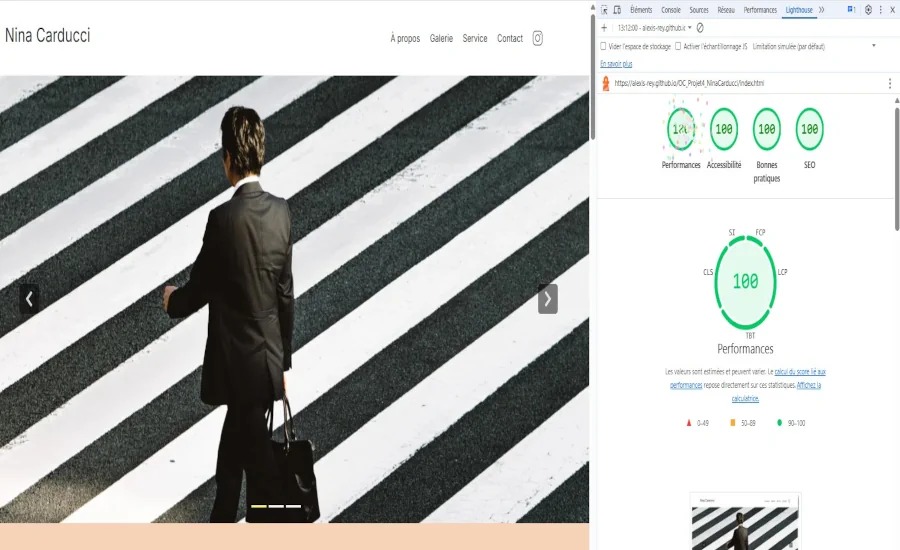 Nina Carducci
À propos Galerie Service Contact
Éléments Console Sources Réseau Performances Lighthouse 1
13:12:00 - alexis-rey.github.ic
Vider l'espace de stockage Activer l'échantillonnage JS Limitation simulée (par défaut)
En savoir plus
https://alexis-rey.github.io/OC_Projet4_NinaCarducci/index.html
100 100 100 100
Performances Accessibilité Bonnes pratiques SEO
SI FCP
CLS LCP
100
TBT
Performances
Les valeurs sont estimées et peuvent varier. Le calcul du score lié aux
performances repose directement sur ces statistiques. Affichez la
calculatrice.
0–49 50–89 90–100
Nina Carducci